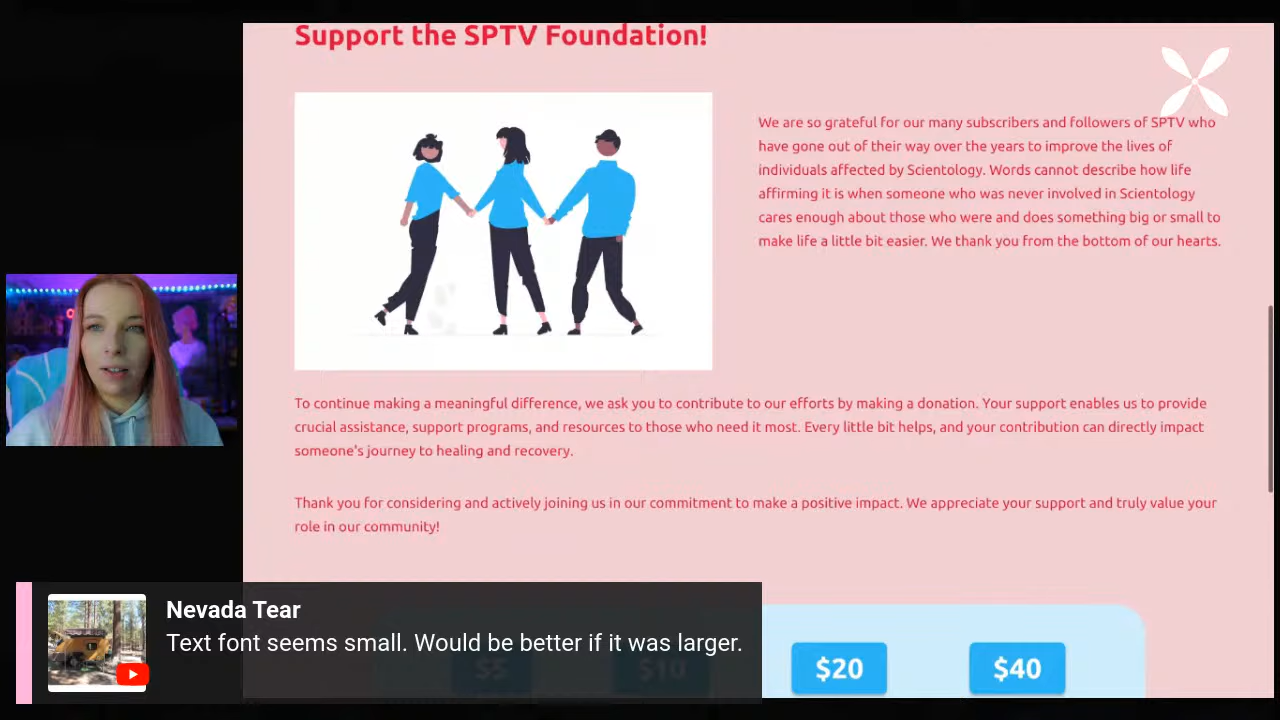 Support the SPTV Foundation!
We are so grateful for our many subscribers and followers of SPTV who
have gone out of their way over the years to improve the lives of
individuals affected by Scientology. Words cannot describe how life
affirming it is when someone who was never involved in Scientology
cares enough about those who were and does something big or small to
make life a little bit easier. We thank you from the bottom of our hearts.
To continue making a meaningful difference, we ask you to contribute to our efforts by making a donation. Your support enables us to provide
crucial assistance, support programs, and resources to those who need it most. Every little bit helps, and your contribution can directly impact
someone's journey to healing and recovery.
Thank you for considering and actively joining us in our commitment to make a positive impact. We appreciate your support and truly value your
role in our community!
Nevada Tear
Text font seems small. Would be better if it was larger.
$5 $10 $20 $40